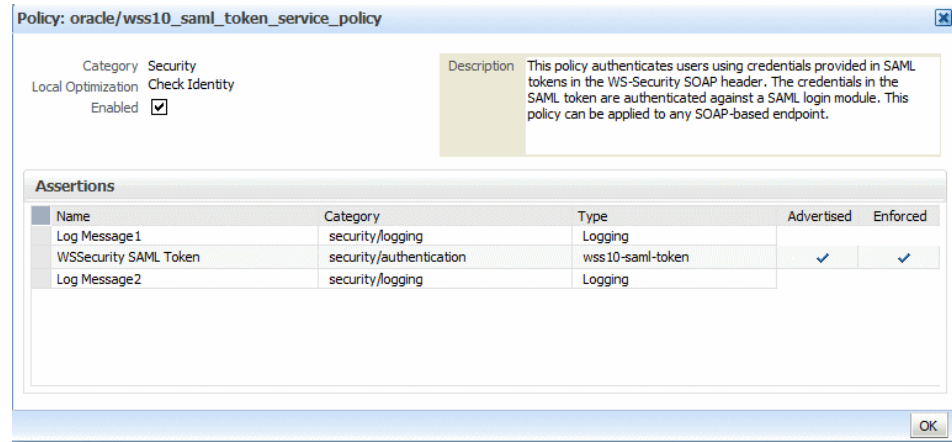 Policy: oracle/wss10_saml_token_service_policy
Category Security
Local Optimization Check Identity
Enabled
Description This policy authenticates users using credentials provided in SAML
tokens in the WS-Security SOAP header. The credentials in the
SAML token are authenticated against a SAML login module. This
policy can be applied to any SOAP-based endpoint.
Assertions
Name Category Type Advertised Enforced
Log Message1 security/logging Logging
WSSecurity SAML Token security/authentication wss10-saml-token
Log Message2 security/logging Logging
OK